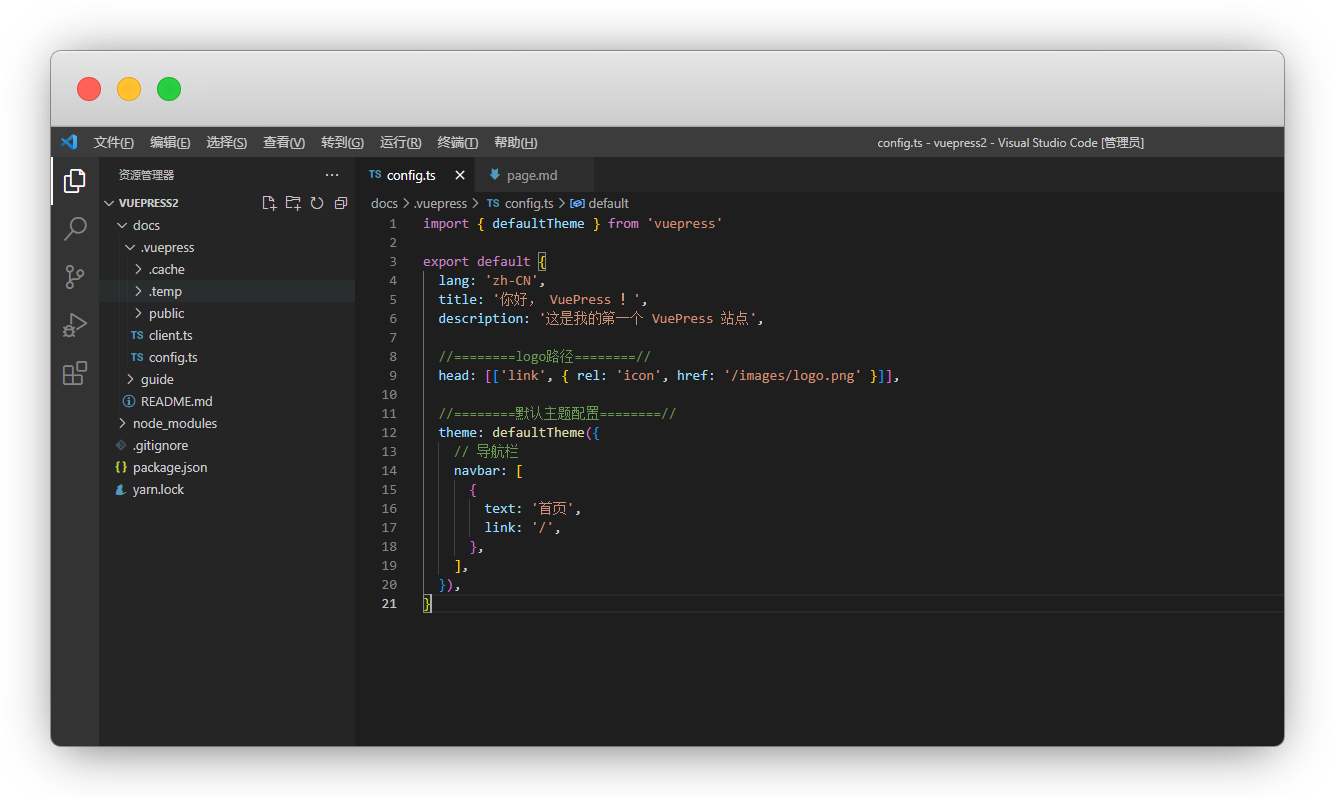 文件(F) 编辑(E) 选择(S) 查看(V) 转到(G) 运行(R) 终端(T) 帮助(H) config.ts - vuepress2 - Visual Studio Code [管理员]
资源管理器 ···
VUEPRESS2
docs
.vuepress
.cache
.temp
public
TS client.ts
TS config.ts
guide
README.md
node_modules
.gitignore
{} package.json
yarn.lock
TS config.ts × page.md
docs > .vuepress > TS config.ts > default
1 import { defaultTheme } from 'vuepress'
2
3 export default {
4 lang: 'zh-CN',
5 title: '你好， VuePress ！',
6 description: '这是我的第一个 VuePress 站点',
7
8 //========logo路径========//
9 head: [['link', { rel: 'icon', href: '/images/logo.png' }]],
10
11 //========默认主题配置========//
12 theme: defaultTheme({
13 // 导航栏
14 navbar: [
15 {
16 text: '首页',
17 link: '/',
18 },
19 ],
20 }),
21 }